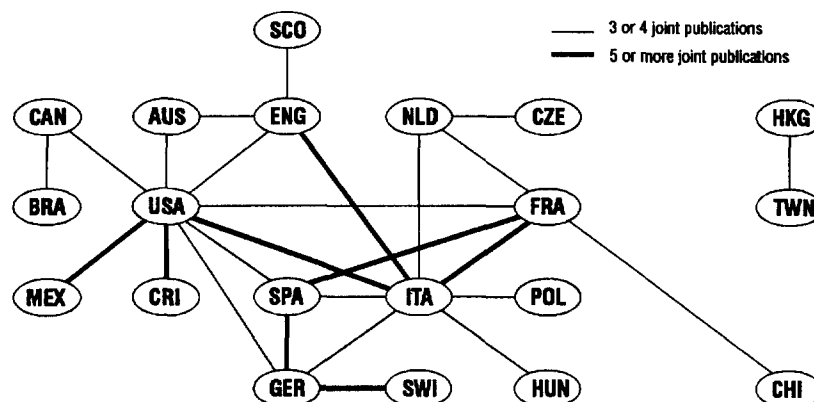 SCO
3 or 4 joint publications
5 or more joint publications
CAN AUS ENG NLD CZE HKG
BRA USA FRA TWN
MEX CRI SPA ITA POL
GER SWI HUN CHI